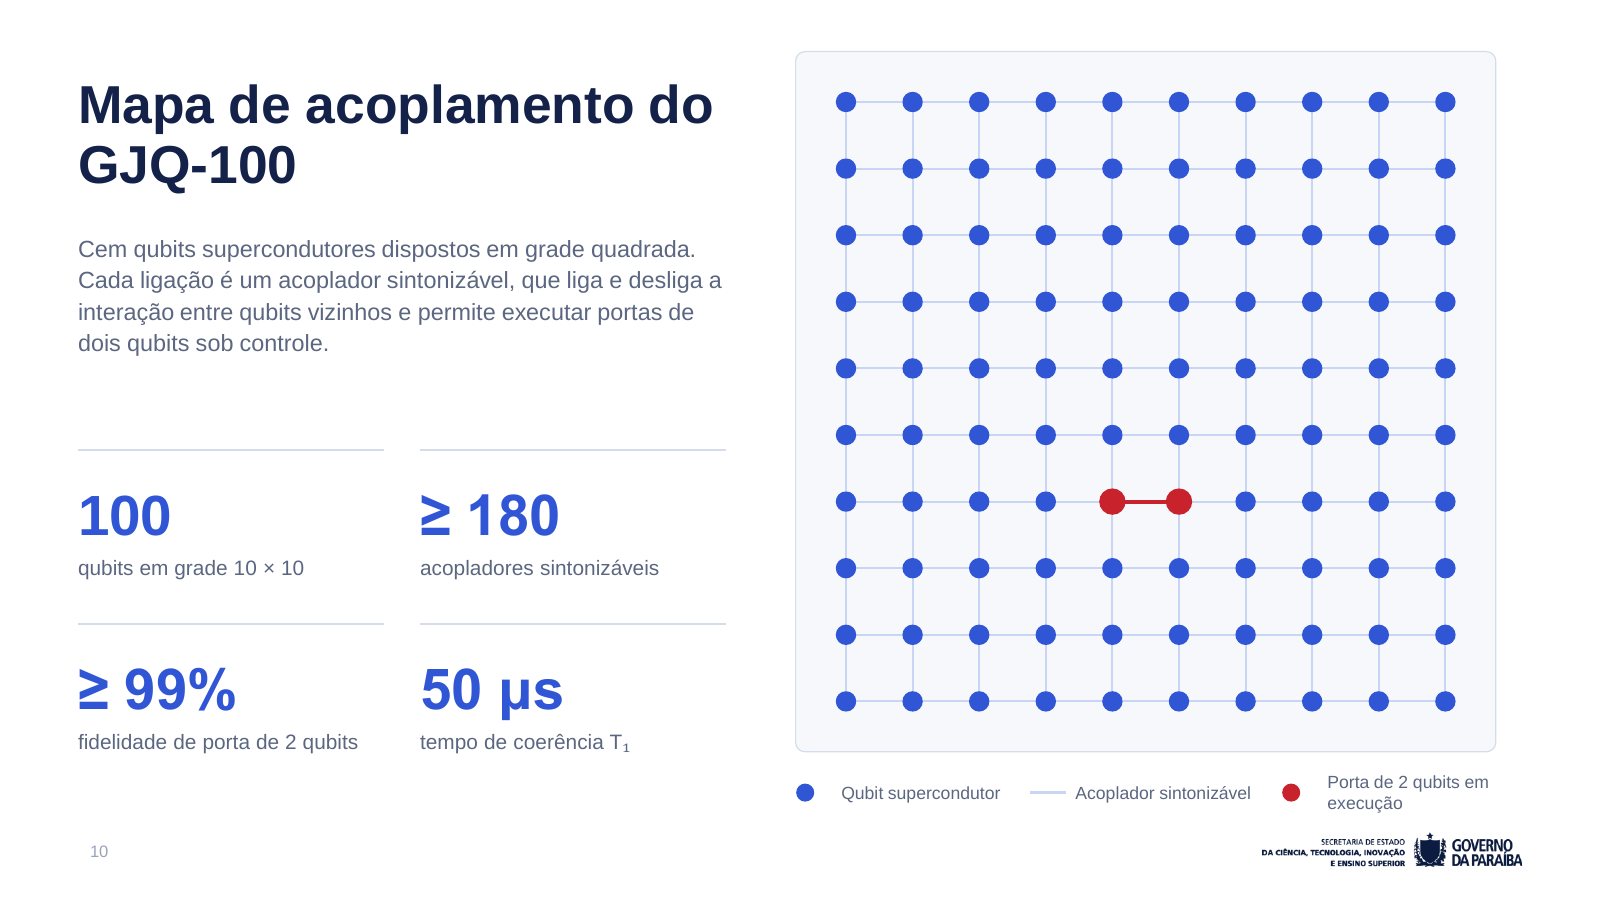 Mapa de acoplamento do
GJQ-100
Cem qubits supercondutores dispostos em grade quadrada.
Cada ligação é um acoplador sintonizável, que liga e desliga a
interação entre qubits vizinhos e permite executar portas de
dois qubits sob controle.
100
qubits em grade 10 × 10
≥ 180
acopladores sintonizáveis
≥ 99%
fidelidade de porta de 2 qubits
50 µs
tempo de coerência T₁
Qubit supercondutor
Acoplador sintonizável
Porta de 2 qubits em
execução
10
SECRETARIA DE ESTADO
DA CIÊNCIA, TECNOLOGIA, INOVAÇÃO
E ENSINO SUPERIOR
GOVERNO
DA PARAÍBA